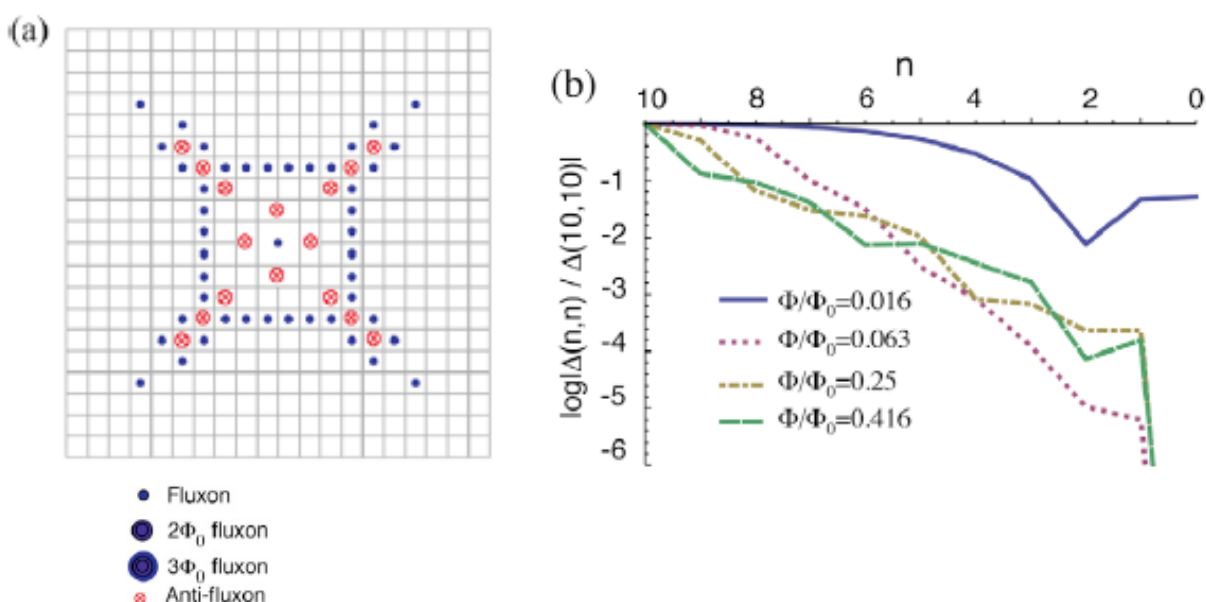 (a)
Fluxon
2Φ₀ fluxon
3Φ₀ fluxon
Anti-fluxon
(b)
n
10 8 6 4 2 0
log|Δ(n,n) / Δ(10,10)|
-1
-2
-3
-4
-5
-6
Φ/Φ₀=0.016
Φ/Φ₀=0.063
Φ/Φ₀=0.25
Φ/Φ₀=0.416